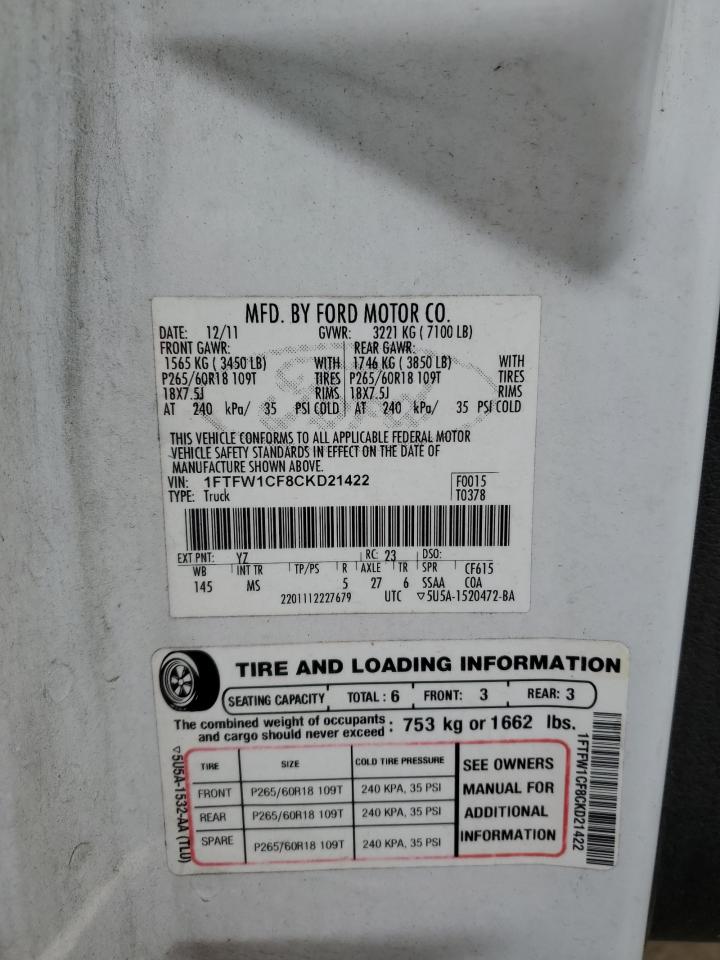 MFD. BY FORD MOTOR CO.
DATE: 12/11 GVWR: 3221 KG ( 7100 LB)
FRONT GAWR: REAR GAWR:
1565 KG ( 3450 LB) WITH 1746 KG ( 3850 LB) WITH
P265/60R18 109T TIRES P265/60R18 109T TIRES
18X7.5J RIMS 18X7.5J RIMS
AT 240 kPa/ 35 PSI COLD AT 240 kPa/ 35 PSI COLD
THIS VEHICLE CONFORMS TO ALL APPLICABLE FEDERAL MOTOR
VEHICLE SAFETY STANDARDS IN EFFECT ON THE DATE OF
MANUFACTURE SHOWN ABOVE.
VIN: 1FTFW1CF8CKD21422 F0015
TYPE: Truck T0378
EXT PNT: YZ RC: 23 DSO:
WB INT TR TP/PS R AXLE TR SPR CF615
145 MS 5 27 6 SSAA COA
2201112227679 UTC ▽5U5A-1520472-BA
TIRE AND LOADING INFORMATION
SEATING CAPACITY TOTAL : 6 FRONT: 3 REAR: 3
The combined weight of occupants : 753 kg or 1662 lbs.
and cargo should never exceed :
TIRE SIZE COLD TIRE PRESSURE
FRONT P265/60R18 109T 240 KPA, 35 PSI
REAR P265/60R18 109T 240 KPA, 35 PSI
SPARE P265/60R18 109T 240 KPA, 35 PSI
SEE OWNERS
MANUAL FOR
ADDITIONAL
INFORMATION
▽5U5A-1532-AA (TL0)
1FTFW1CF8CKD21422